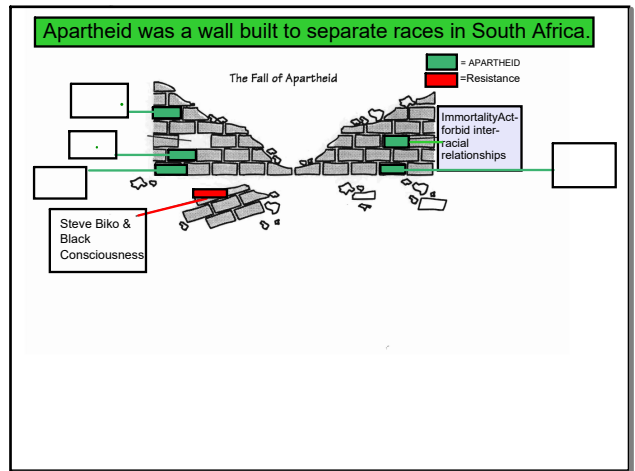 Apartheid was a wall built to separate races in South Africa.
The Fall of Apartheid
= APARTHEID
=Resistance
ImmortalityAct-
forbid inter-
racial
relationships
Steve Biko &
Black
Consciousness